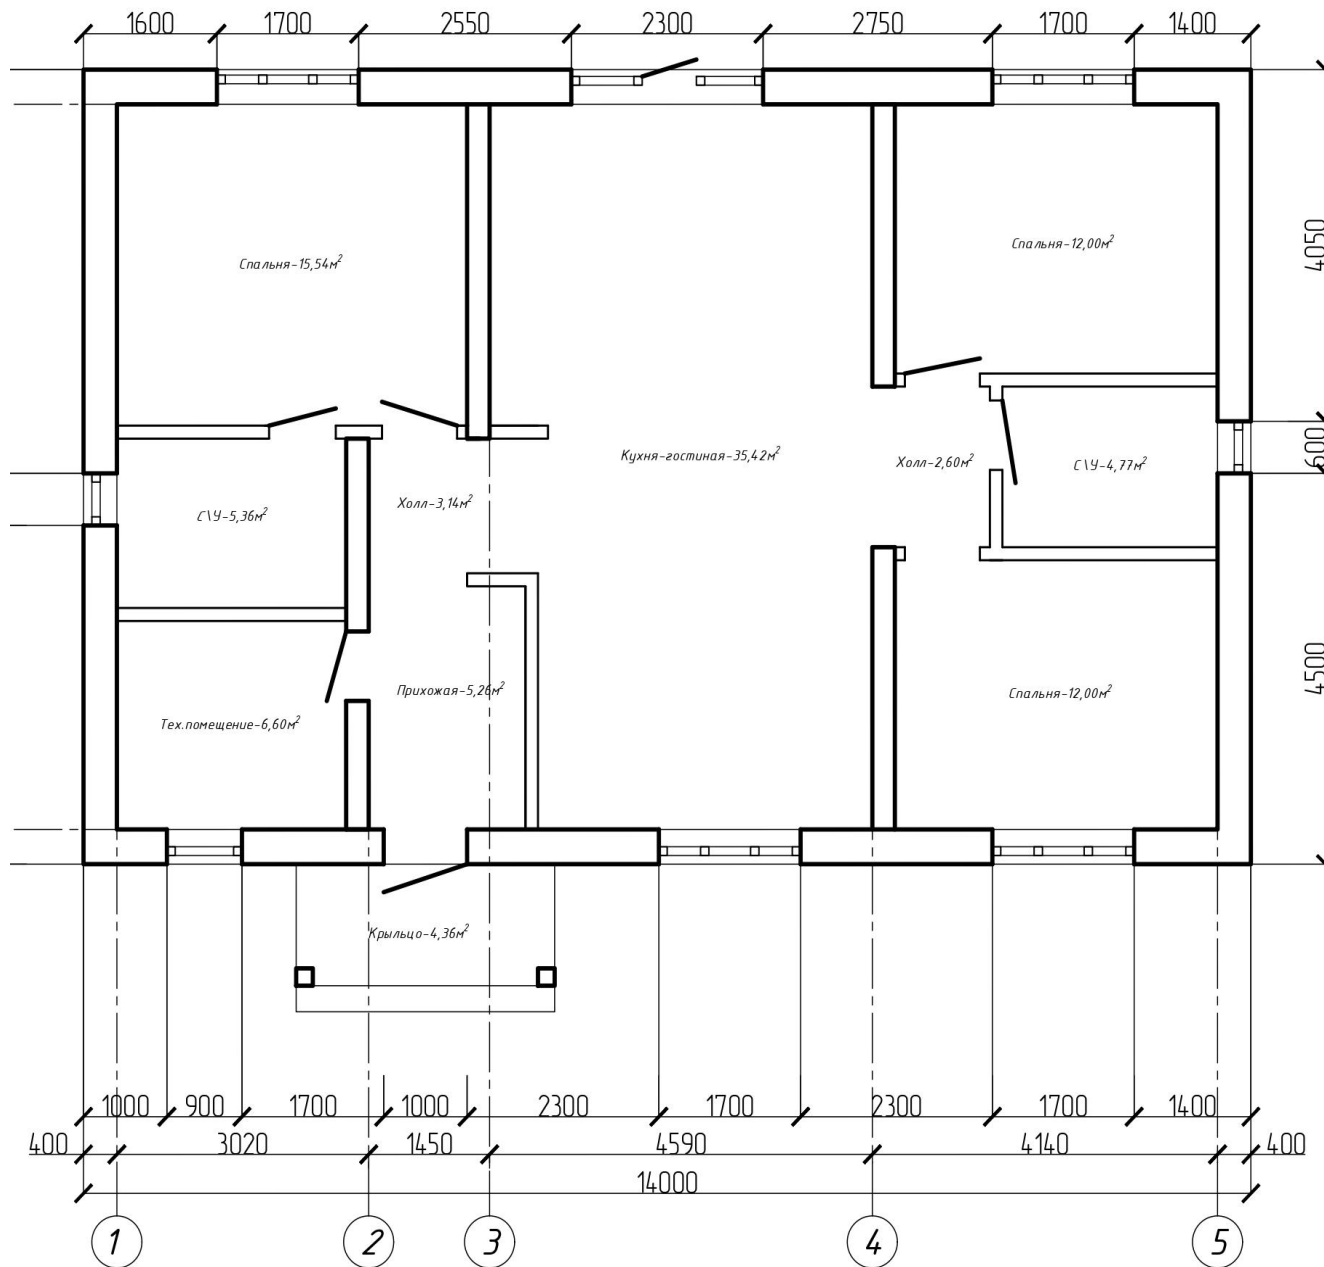 1600 1700 2550 2300 2750 1700 1400
4050
Спальня-12,00м²
Спальня-15,54м²
600
Кухня-гостиная-35,42м²
Холл-2,60м²
С\У-4,77м²
Холл-3,14м²
С\У-5,36м²
4500
Прихожая-5,26м²
Спальня-12,00м²
Тех.помещение-6,60м²
Крыльцо-4,36м²
1000 900 1700 1000 2300 1700 2300 1700 1400
400 3020 1450 4590 4140 400
14000
1 2 3 4 5